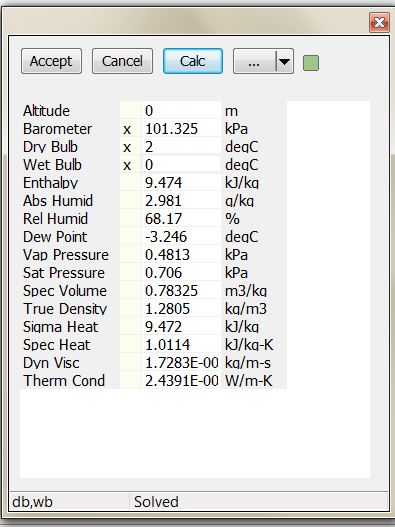 Accept Cancel Calc ...
Altitude 0 m
Barometer x 101.325 kPa
Dry Bulb x 2 degC
Wet Bulb x 0 degC
Enthalpy 9.474 kJ/kg
Abs Humid 2.981 g/kg
Rel Humid 68.17 %
Dew Point -3.246 degC
Vap Pressure 0.4813 kPa
Sat Pressure 0.706 kPa
Spec Volume 0.78325 m3/kg
True Density 1.2805 kg/m3
Sigma Heat 9.472 kJ/kg
Spec Heat 1.0114 kJ/kg-K
Dyn Visc 1.7283E-00 kg/m-s
Therm Cond 2.4391E-00 W/m-K
db,wb Solved